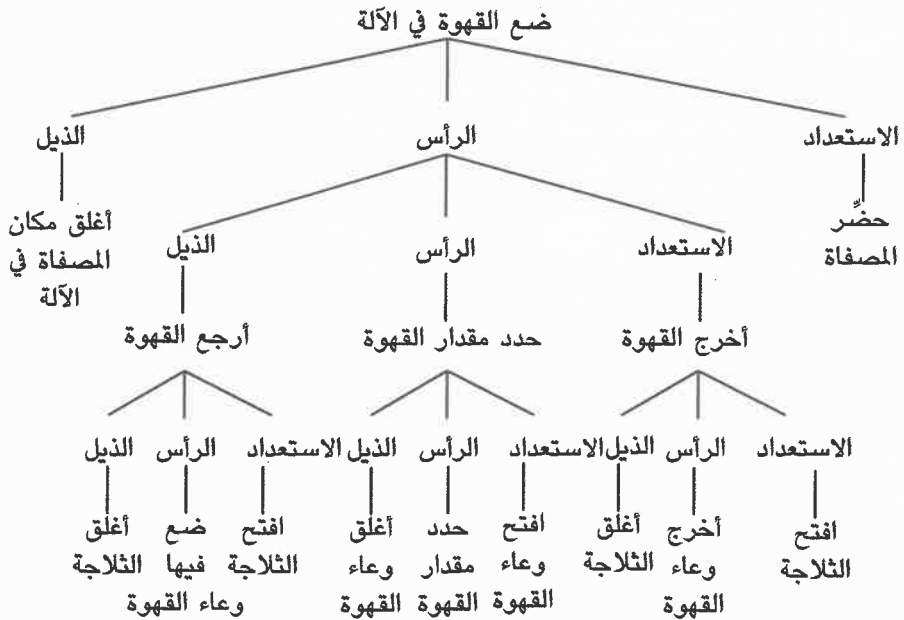 ضع القهوة في الآلة
الاستعداد
الرأس
الذيل
حضِّر
المصفاة
أغلق مكان
المصفاة في
الآلة
الاستعداد
الرأس
الذيل
أخرج القهوة
حدد مقدار القهوة
أرجع القهوة
الاستعداد
الرأس
الذيل
الاستعداد
الرأس
الذيل
الاستعداد
الرأس
الذيل
افتح
الثلاجة
أخرج
وعاء
القهوة
أغلق
الثلاجة
افتح
وعاء
القهوة
حدد
مقدار
القهوة
أغلق
وعاء
القهوة
افتح
الثلاجة
ضع
فيها
وعاء القهوة
أغلق
الثلاجة